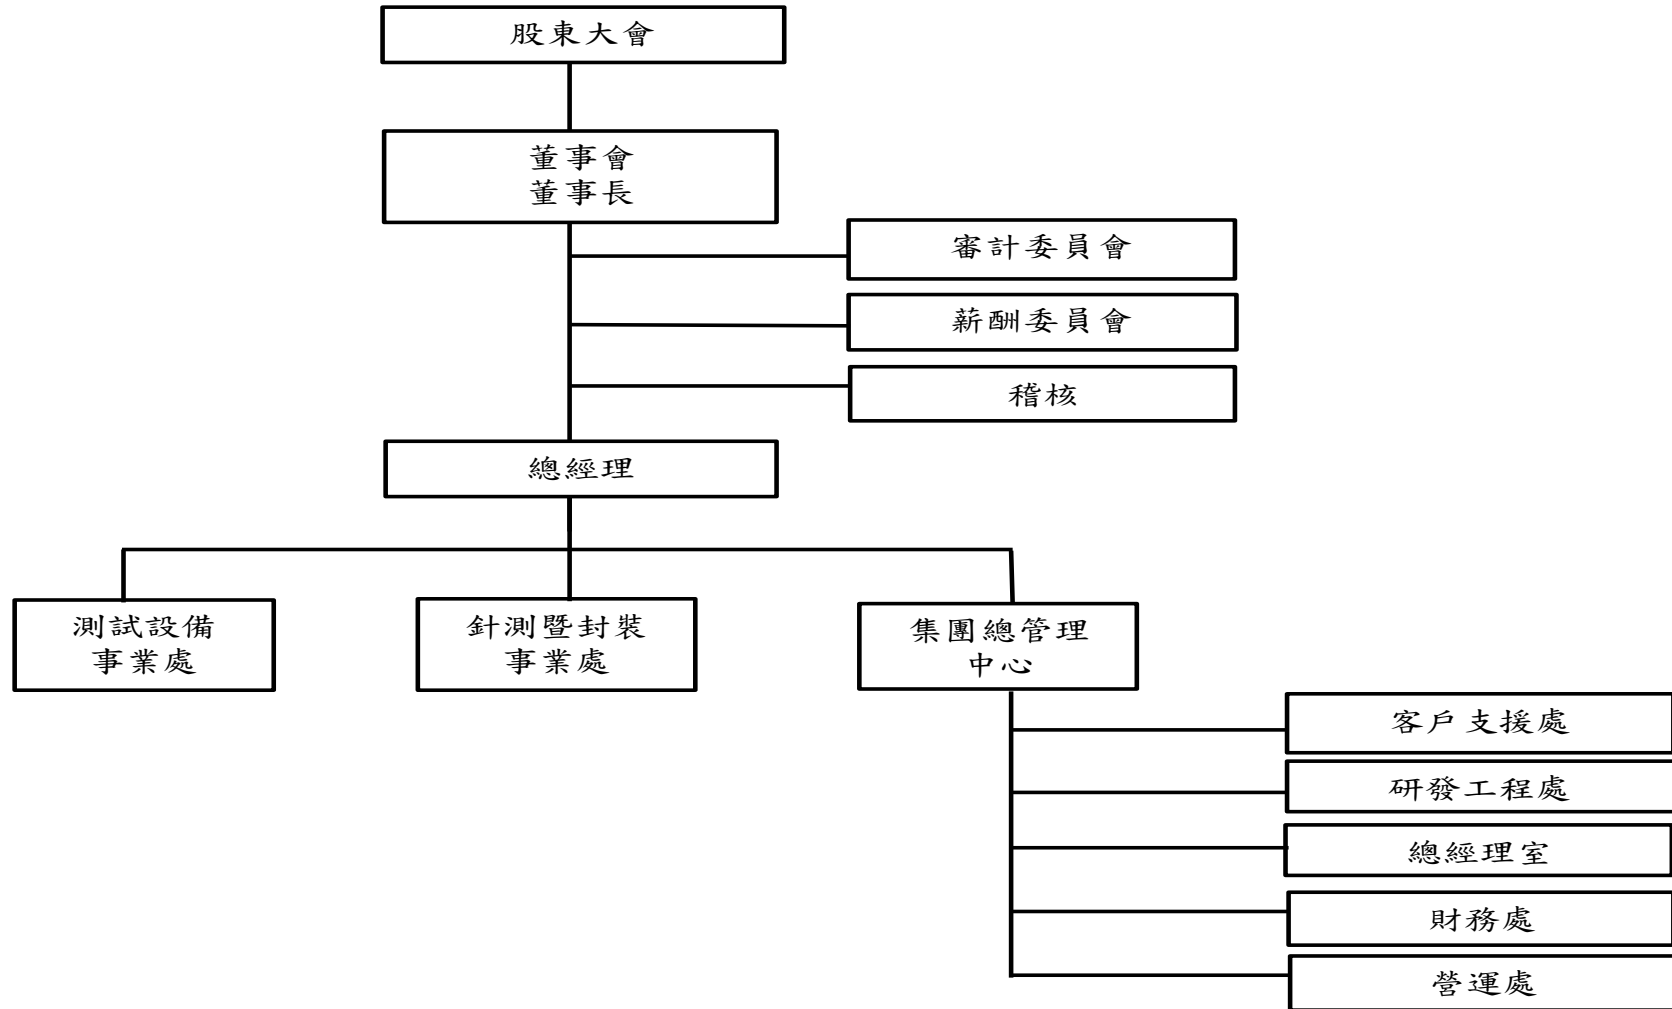 股東大會
董事會
董事長
審計委員會
薪酬委員會
稽核
總經理
測試設備
事業處
針測暨封裝
事業處
集團總管理
中心
客戶支援處
研發工程處
總經理室
財務處
營運處